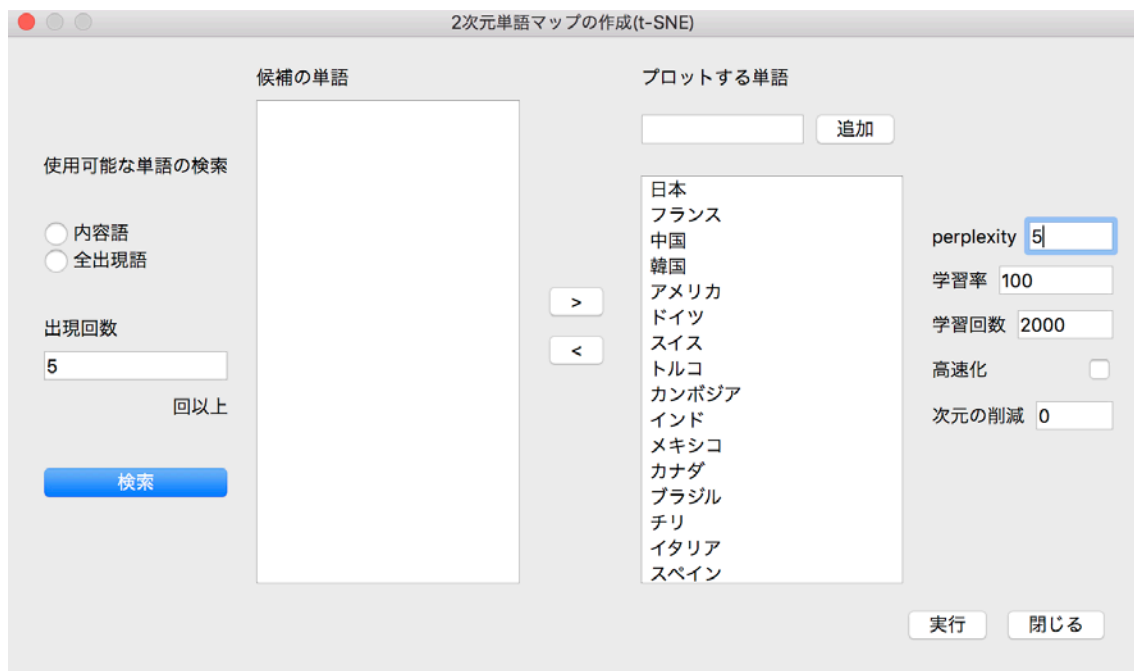 2次元単語マップの作成(t-SNE)
候補の単語
プロットする単語
追加
使用可能な単語の検索
内容語
全出現語
出現回数
5
回以上
検索
>
<
日本
フランス
中国
韓国
アメリカ
ドイツ
スイス
トルコ
カンボジア
インド
メキシコ
カナダ
ブラジル
チリ
イタリア
スペイン
perplexity 5
学習率 100
学習回数 2000
高速化
次元の削減 0
実行
閉じる